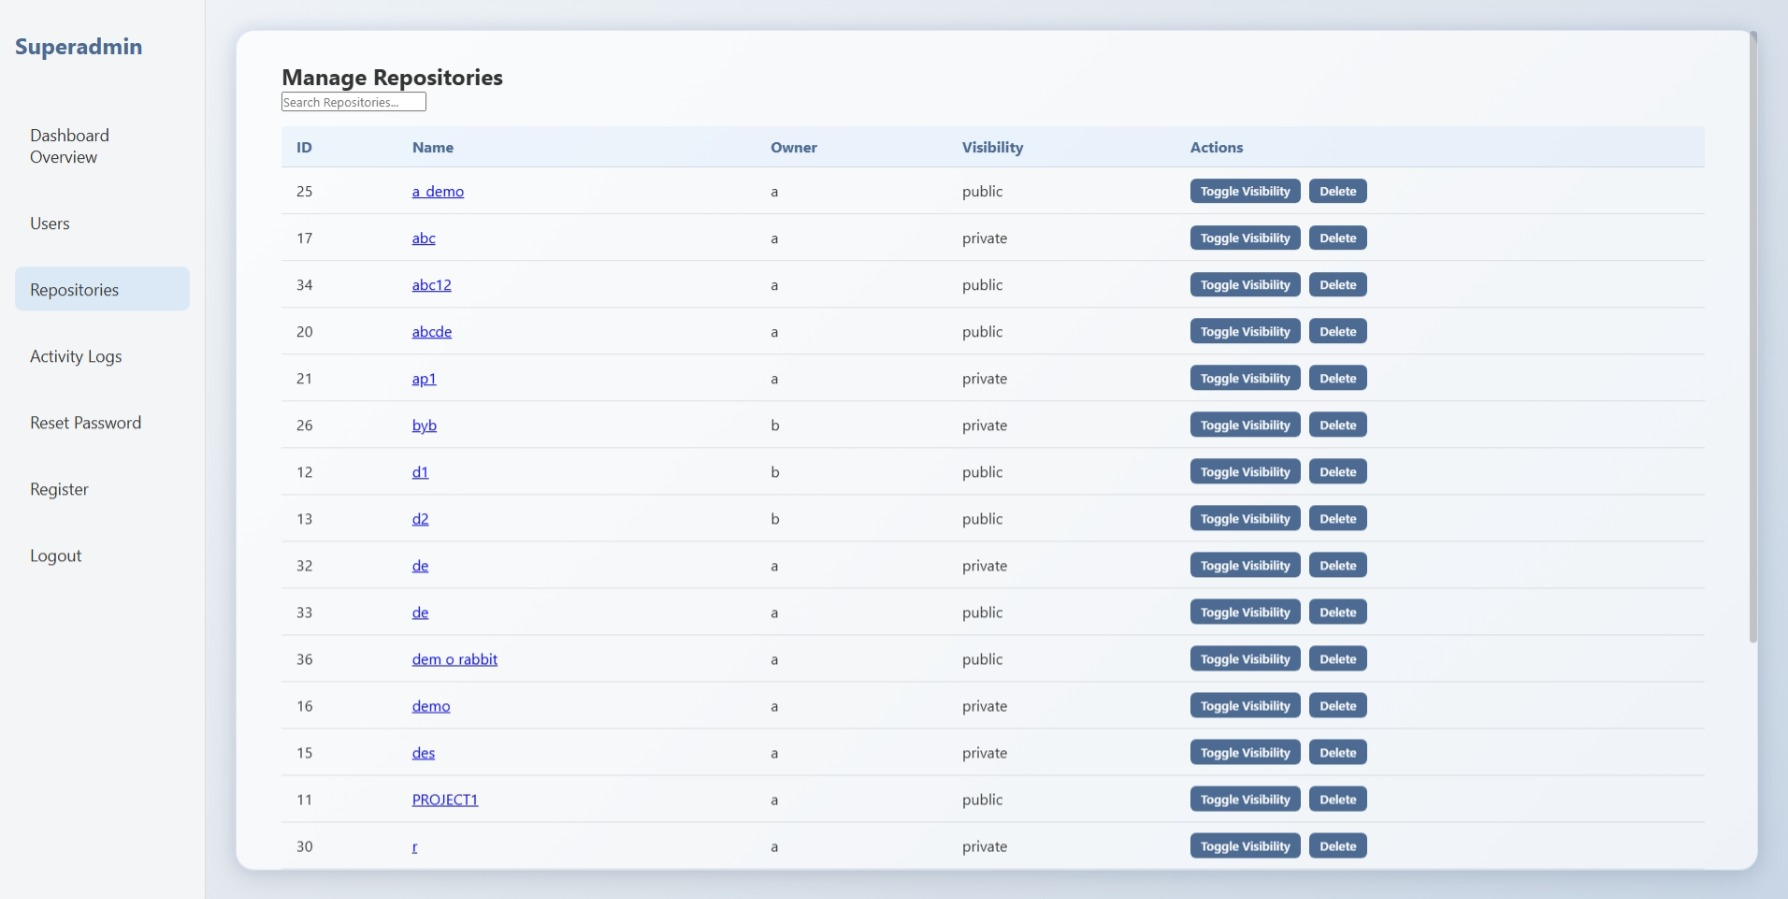 Superadmin
Dashboard
Overview
Users
Repositories
Activity Logs
Reset Password
Register
Logout
Manage Repositories
Search Repositories...
ID Name Owner Visibility Actions
25 a_demo a public Toggle Visibility Delete
17 abc a private Toggle Visibility Delete
34 abc12 a public Toggle Visibility Delete
20 abcde a public Toggle Visibility Delete
21 ap1 a private Toggle Visibility Delete
26 byb b private Toggle Visibility Delete
12 d1 b public Toggle Visibility Delete
13 d2 b public Toggle Visibility Delete
32 de a private Toggle Visibility Delete
33 de a public Toggle Visibility Delete
36 dem o rabbit a public Toggle Visibility Delete
16 demo a private Toggle Visibility Delete
15 des a private Toggle Visibility Delete
11 PROJECT1 a public Toggle Visibility Delete
30 r a private Toggle Visibility Delete